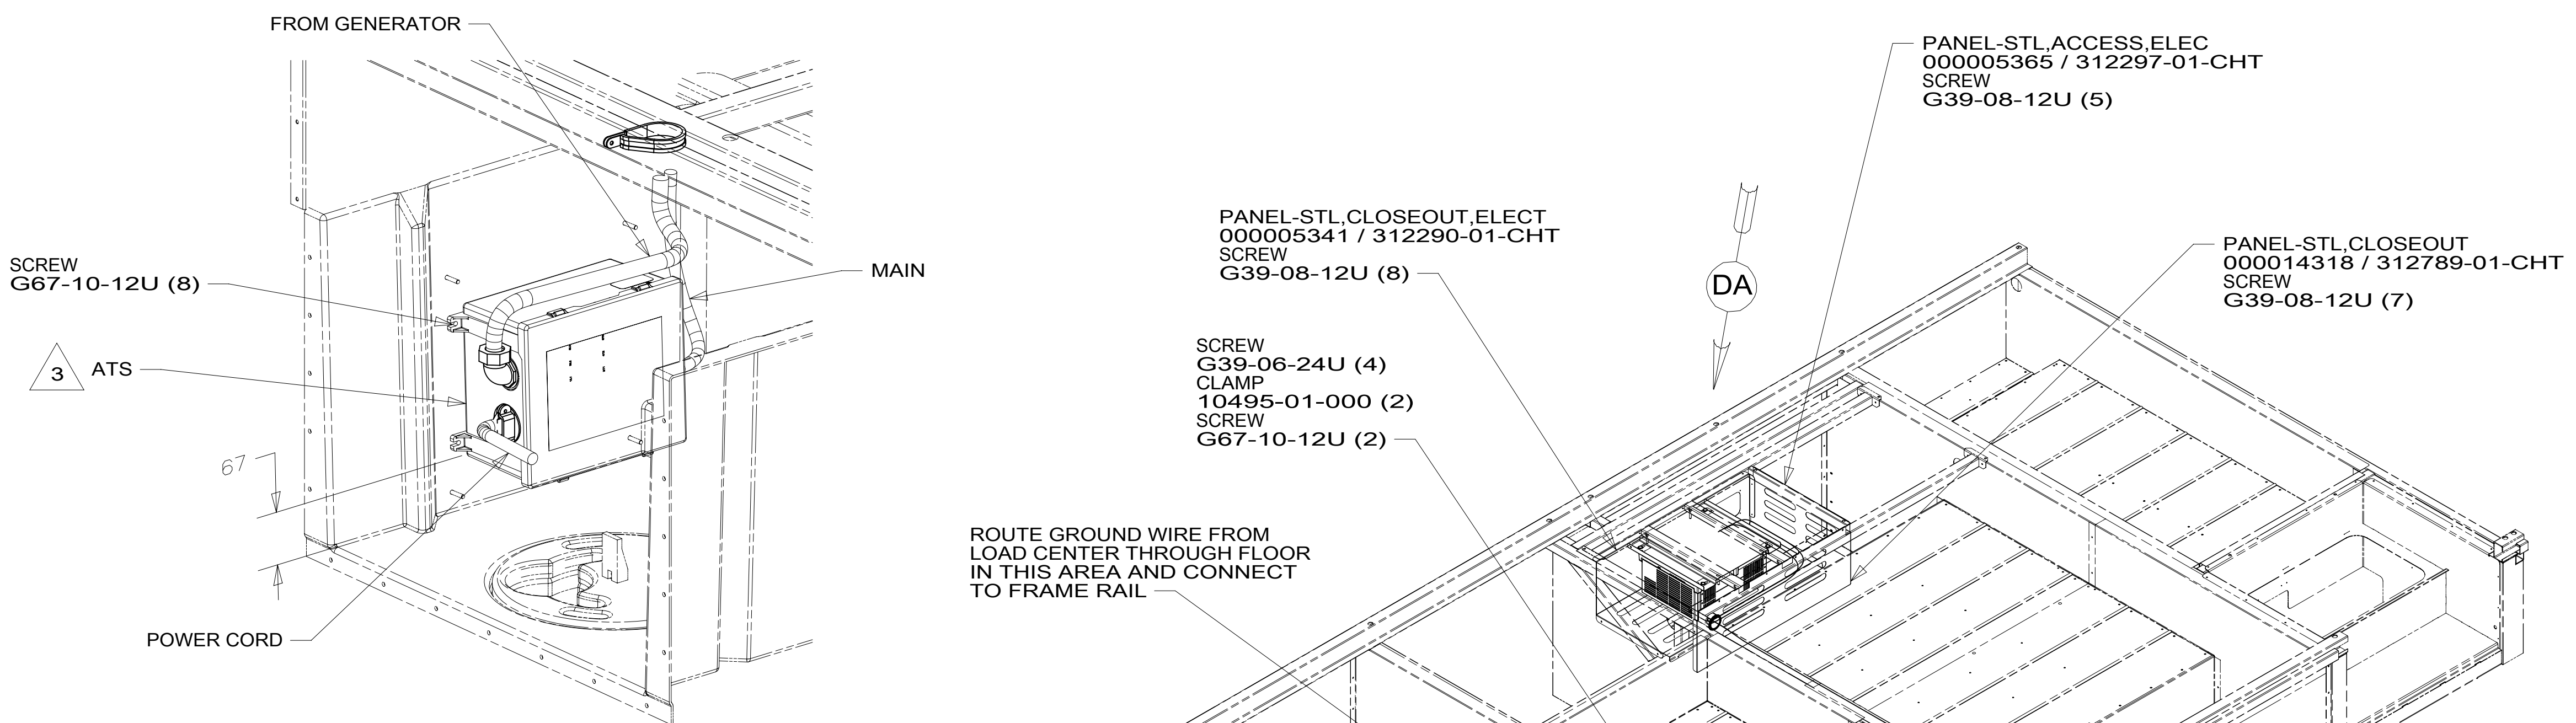 FROM GENERATOR
SCREW
G67-10-12U (8)
3
ATS
MAIN
67
POWER CORD
PANEL-STL,ACCESS,ELEC
000005365 / 312297-01-CHT
SCREW
G39-08-12U (5)
PANEL-STL,CLOSEOUT,ELECT
000005341 / 312290-01-CHT
SCREW
G39-08-12U (8)
DA
PANEL-STL,CLOSEOUT
000014318 / 312789-01-CHT
SCREW
G39-08-12U (7)
SCREW
G39-06-24U (4)
CLAMP
10495-01-000 (2)
SCREW
G67-10-12U (2)
ROUTE GROUND WIRE FROM
LOAD CENTER THROUGH FLOOR
IN THIS AREA AND CONNECT
TO FRAME RAIL